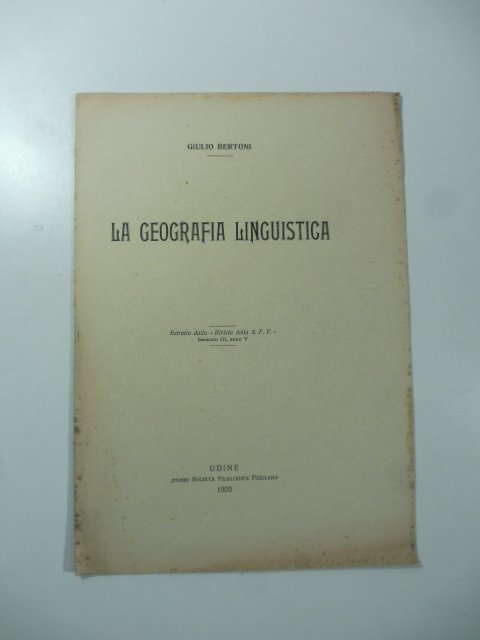 GIULIO BERTONI
LA GEOGRAFIA LINGUISTICA
Estratto dalla « Rivista della S. F. F. »
fascicolo III, anno V
UDINE
presso SOCIETÀ FILOLOGICA FRIULANA
1925